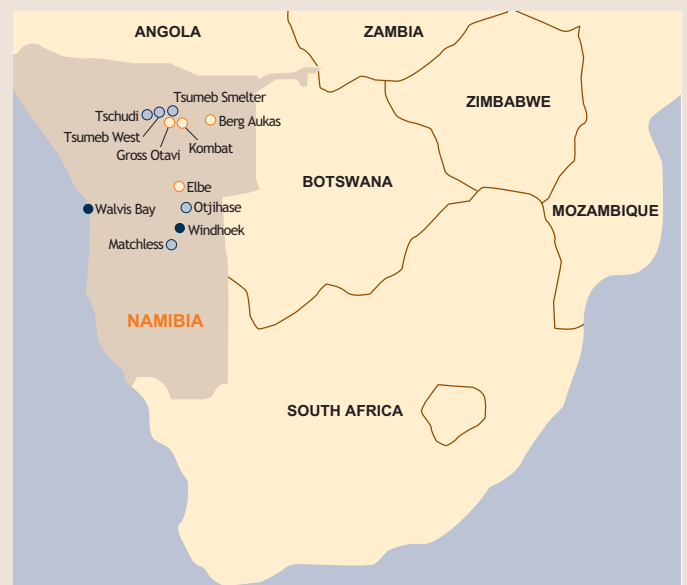 ANGOLA
ZAMBIA
ZIMBABWE
Tsumeb Smelter
Tschudi
Tsumeb West
Berg Aukas
Gross Otavi
Kombat
BOTSWANA
Elbe
Walvis Bay
Otjihase
MOZAMBIQUE
Windhoek
Matchless
NAMIBIA
SOUTH AFRICA